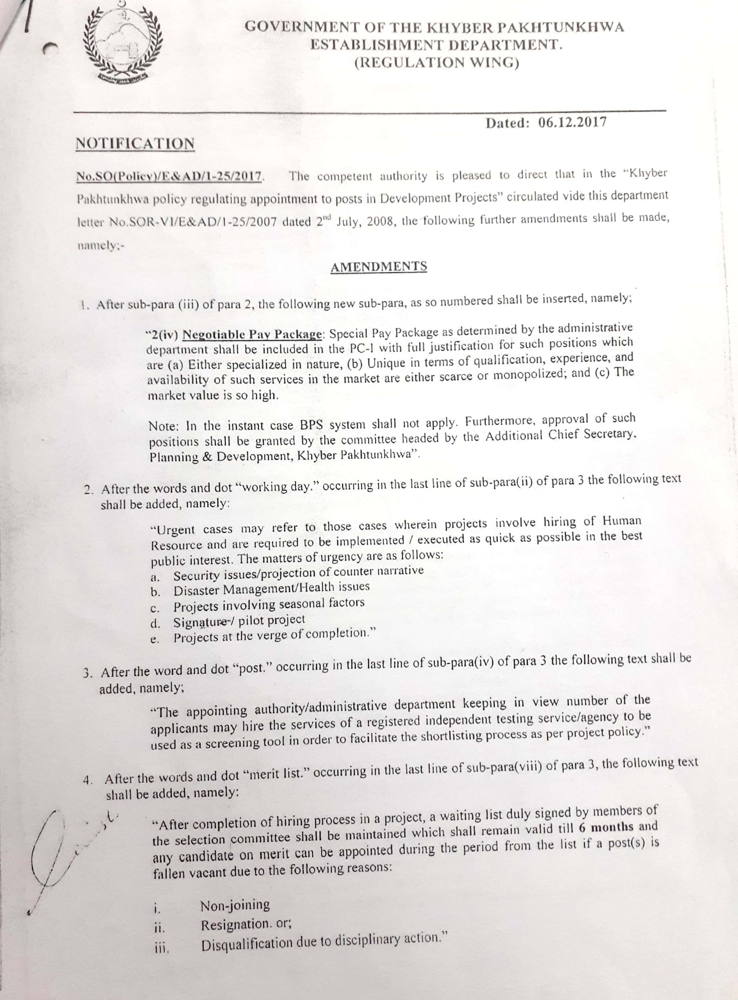 GOVERNMENT OF THE KHYBER PAKHTUNKHWA
ESTABLISHMENT DEPARTMENT.
(REGULATION WING)
Dated: 06.12.2017
NOTIFICATION
No.SO(Policy)/E&AD/1-25/2017. The competent authority is pleased to direct that in the “Khyber
Pakhtunkhwa policy regulating appointment to posts in Development Projects” circulated vide this department
letter No.SOR-VI/E&AD/1-25/2007 dated 2nd July, 2008, the following further amendments shall be made,
namely:-
AMENDMENTS
1. After sub-para (iii) of para 2, the following new sub-para, as so numbered shall be inserted, namely;
“2(iv) Negotiable Pay Package: Special Pay Package as determined by the administrative
department shall be included in the PC-1 with full justification for such positions which
are (a) Either specialized in nature, (b) Unique in terms of qualification, experience, and
availability of such services in the market are either scarce or monopolized; and (c) The
market value is so high.
Note: In the instant case BPS system shall not apply. Furthermore, approval of such
positions shall be granted by the committee headed by the Additional Chief Secretary,
Planning & Development, Khyber Pakhtunkhwa”.
2. After the words and dot “working day.” occurring in the last line of sub-para(ii) of para 3 the following text
shall be added, namely:
“Urgent cases may refer to those cases wherein projects involve hiring of Human
Resource and are required to be implemented / executed as quick as possible in the best
public interest. The matters of urgency are as follows:
a. Security issues/projection of counter narrative
b. Disaster Management/Health issues
c. Projects involving seasonal factors
d. Signature-/ pilot project
e. Projects at the verge of completion.”
3. After the word and dot “post.” occurring in the last line of sub-para(iv) of para 3 the following text shall be
added, namely;
“The appointing authority/administrative department keeping in view number of the
applicants may hire the services of a registered independent testing service/agency to be
used as a screening tool in order to facilitate the shortlisting process as per project policy.”
4. After the words and dot “merit list.” occurring in the last line of sub-para(viii) of para 3, the following text
shall be added, namely:
“After completion of hiring process in a project, a waiting list duly signed by members of
the selection committee shall be maintained which shall remain valid till 6 months and
any candidate on merit can be appointed during the period from the list if a post(s) is
fallen vacant due to the following reasons:
i. Non-joining
ii. Resignation. or;
iii. Disqualification due to disciplinary action.”